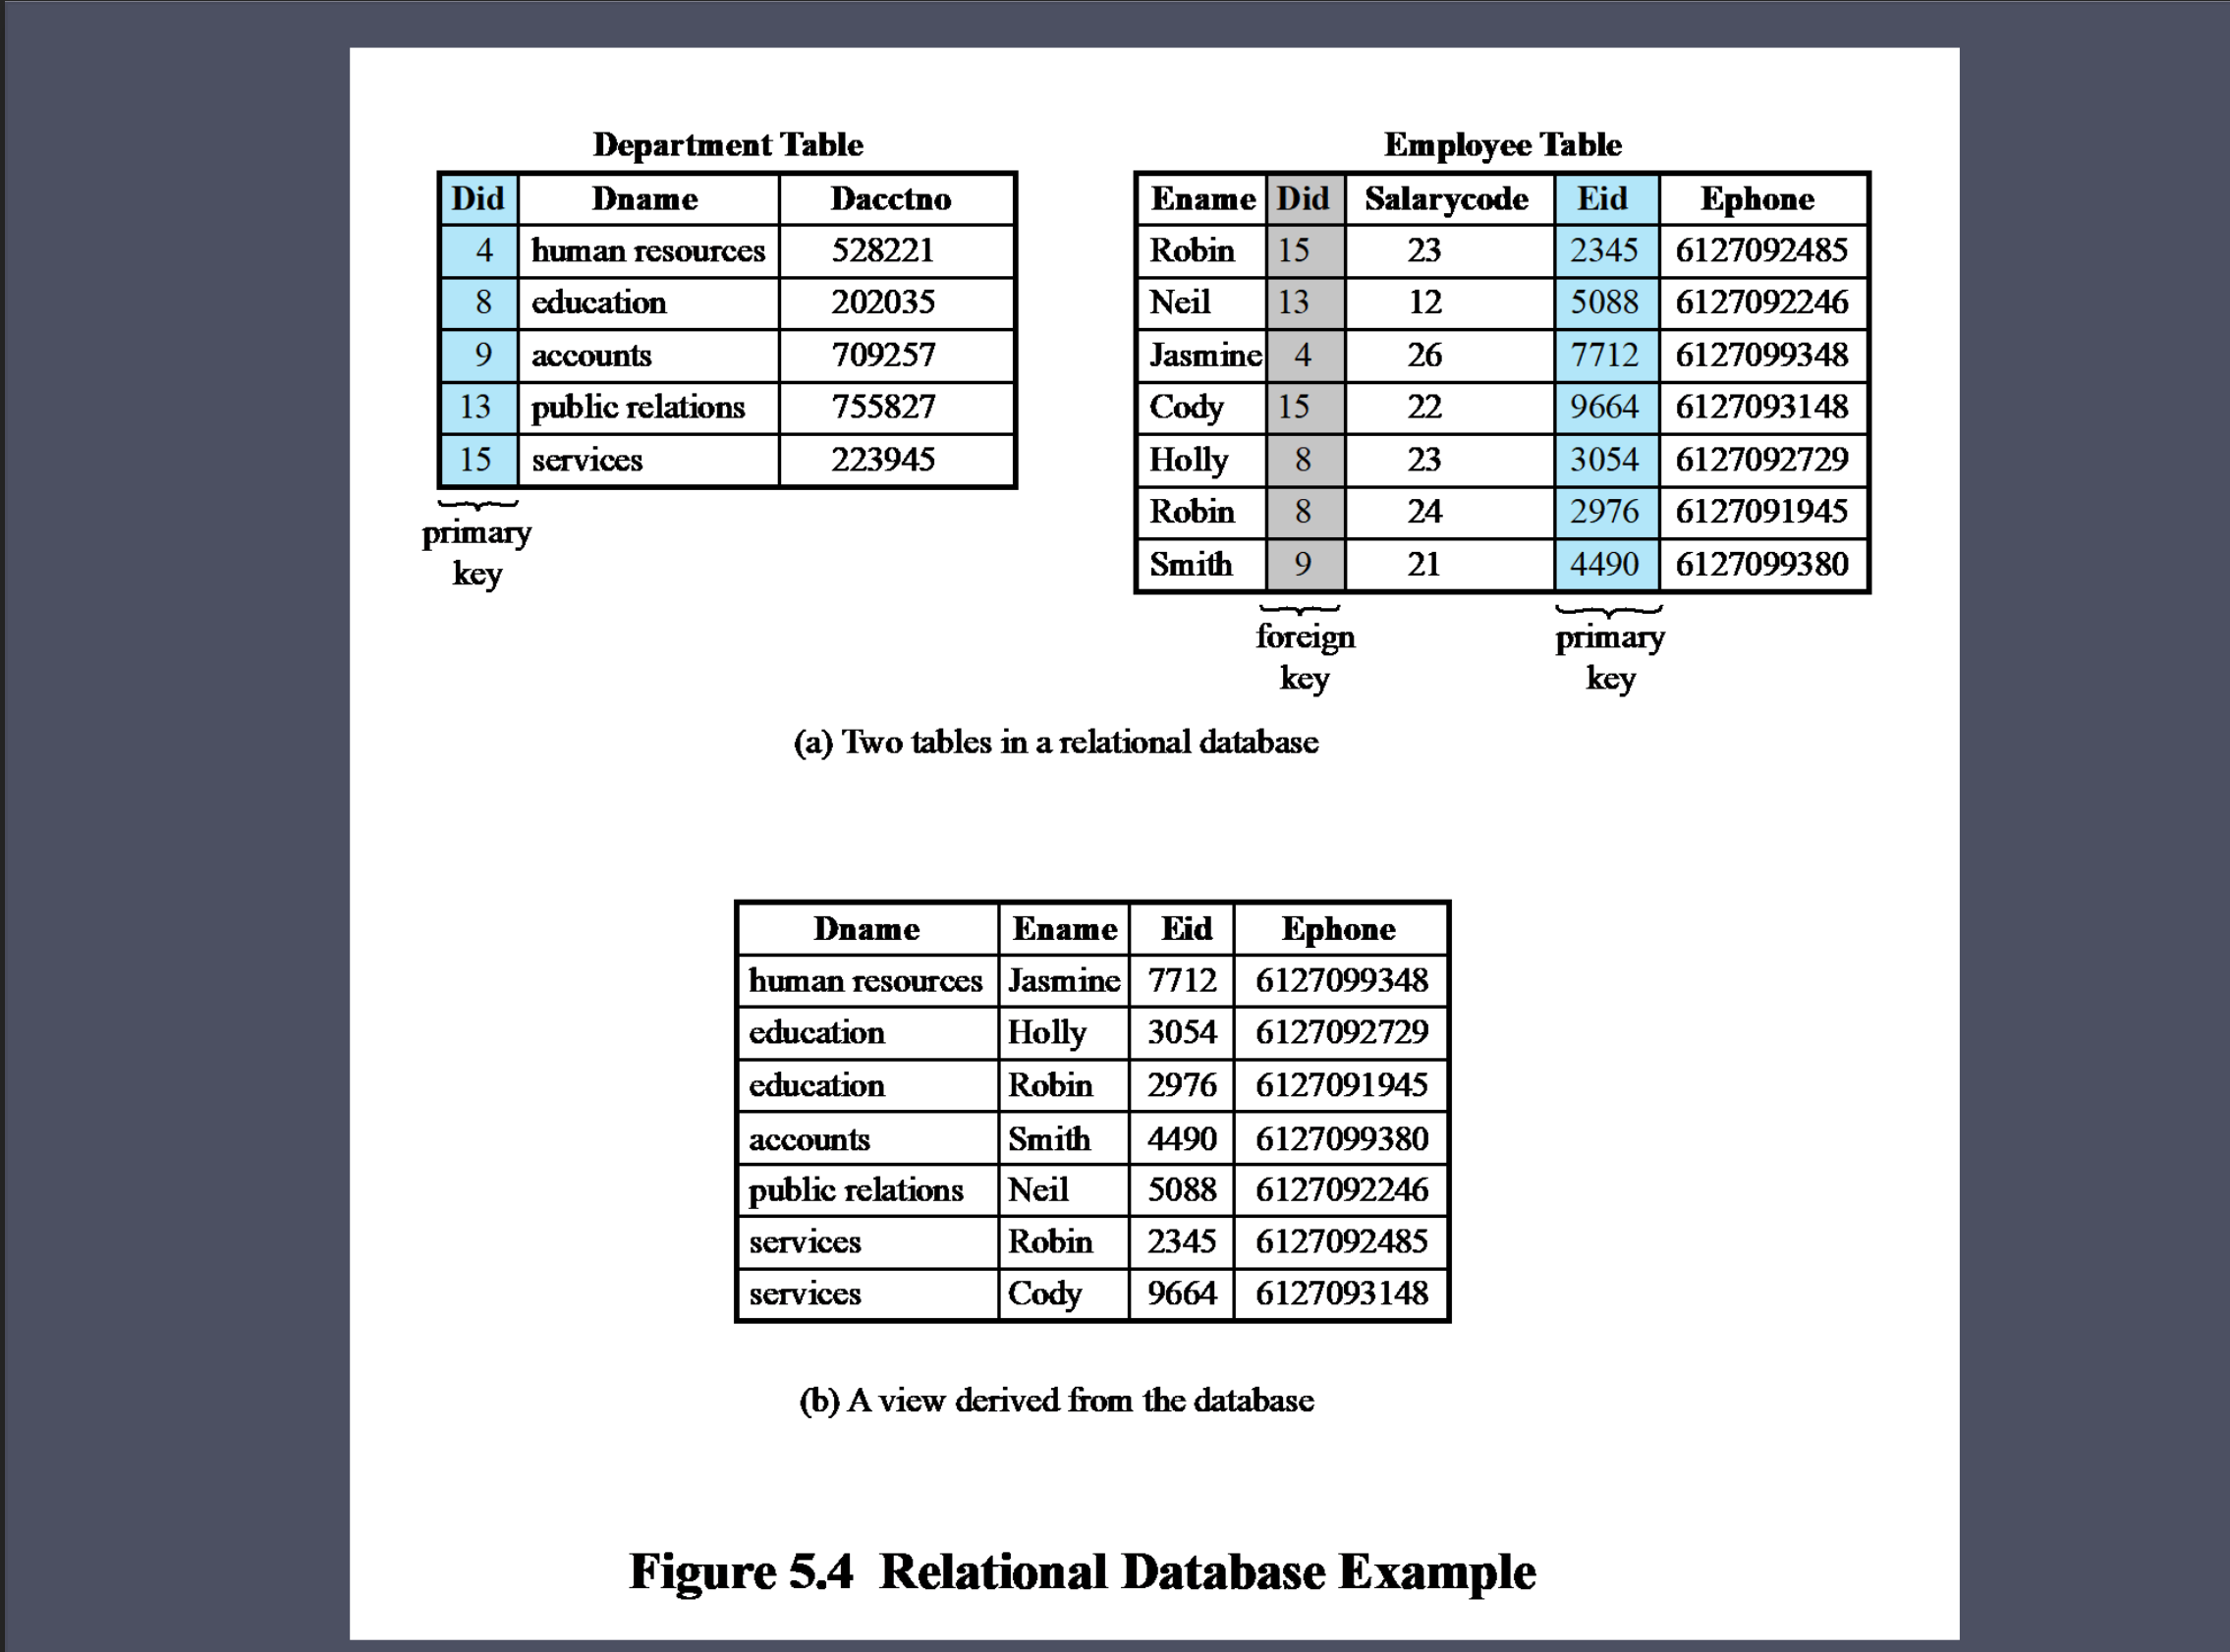 Department Table
Did Dname Dacctno
4 human resources 528221
8 education 202035
9 accounts 709257
13 public relations 755827
15 services 223945
primary
key
Employee Table
Ename Did Salarycode Eid Ephone
Robin 15 23 2345 6127092485
Neil 13 12 5088 6127092246
Jasmine 4 26 7712 6127099348
Cody 15 22 9664 6127093148
Holly 8 23 3054 6127092729
Robin 8 24 2976 6127091945
Smith 9 21 4490 6127099380
foreign
key
primary
key
(a) Two tables in a relational database
Dname Ename Eid Ephone
human resources Jasmine 7712 6127099348
education Holly 3054 6127092729
education Robin 2976 6127091945
accounts Smith 4490 6127099380
public relations Neil 5088 6127092246
services Robin 2345 6127092485
services Cody 9664 6127093148
(b) A view derived from the database
Figure 5.4 Relational Database Example